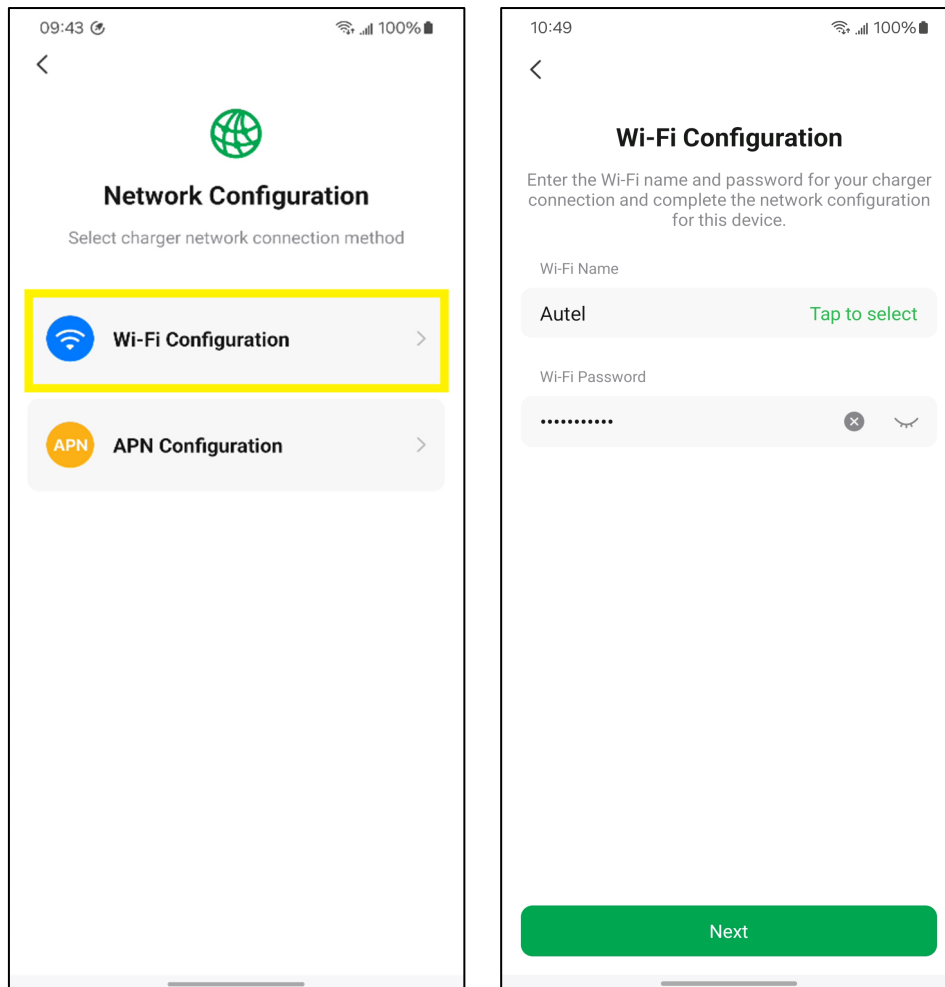 09:43
100%
Network Configuration
Select charger network connection method
Wi-Fi Configuration
APN
APN Configuration
10:49
100%
Wi-Fi Configuration
Enter the Wi-Fi name and password for your charger
connection and complete the network configuration
for this device.
Wi-Fi Name
Autel
Tap to select
Wi-Fi Password
•••••••••••
Next